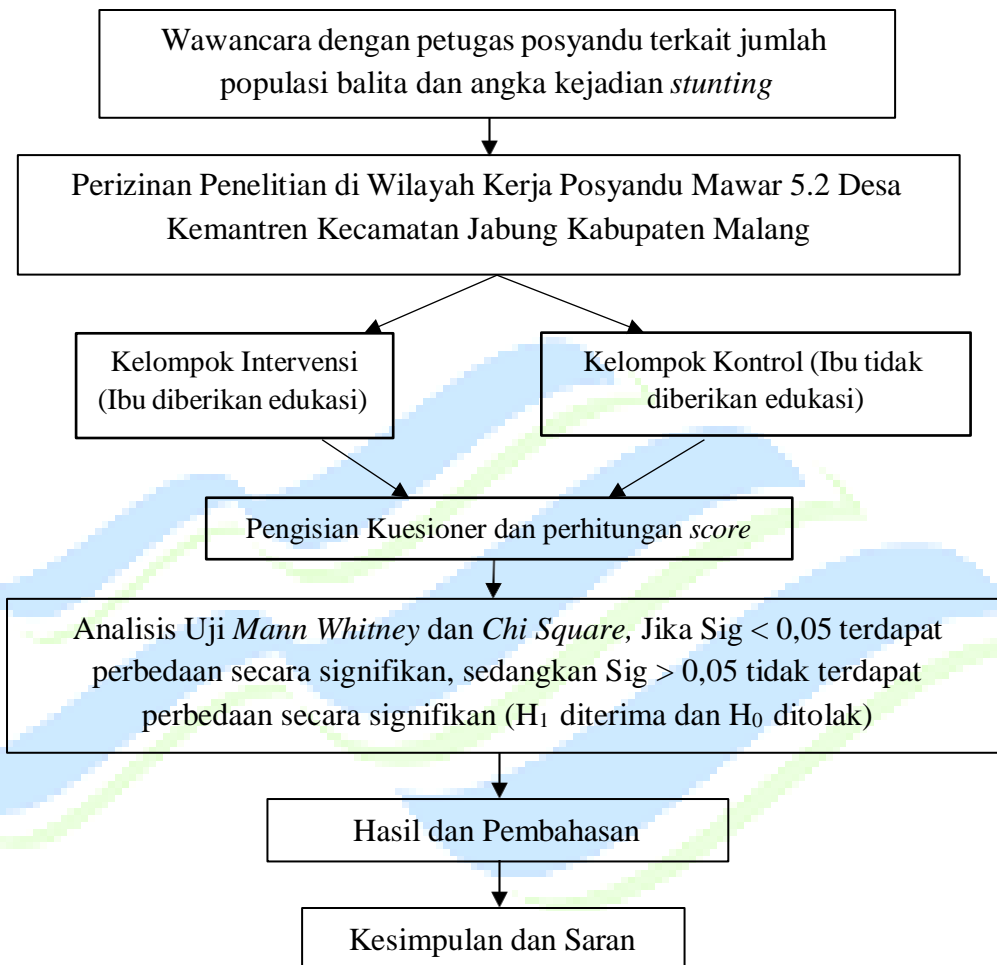 Wawancara dengan petugas posyandu terkait jumlah
populasi balita dan angka kejadian stunting
Perizinan Penelitian di Wilayah Kerja Posyandu Mawar 5.2 Desa
Kemantren Kecamatan Jabung Kabupaten Malang
Kelompok Intervensi
(Ibu diberikan edukasi)
Kelompok Kontrol (Ibu tidak
diberikan edukasi)
Pengisian Kuesioner dan perhitungan score
Analisis Uji Mann Whitney dan Chi Square, Jika Sig < 0,05 terdapat
perbedaan secara signifikan, sedangkan Sig > 0,05 tidak terdapat
perbedaan secara signifikan (H₁ diterima dan H₀ ditolak)
Hasil dan Pembahasan
Kesimpulan dan Saran